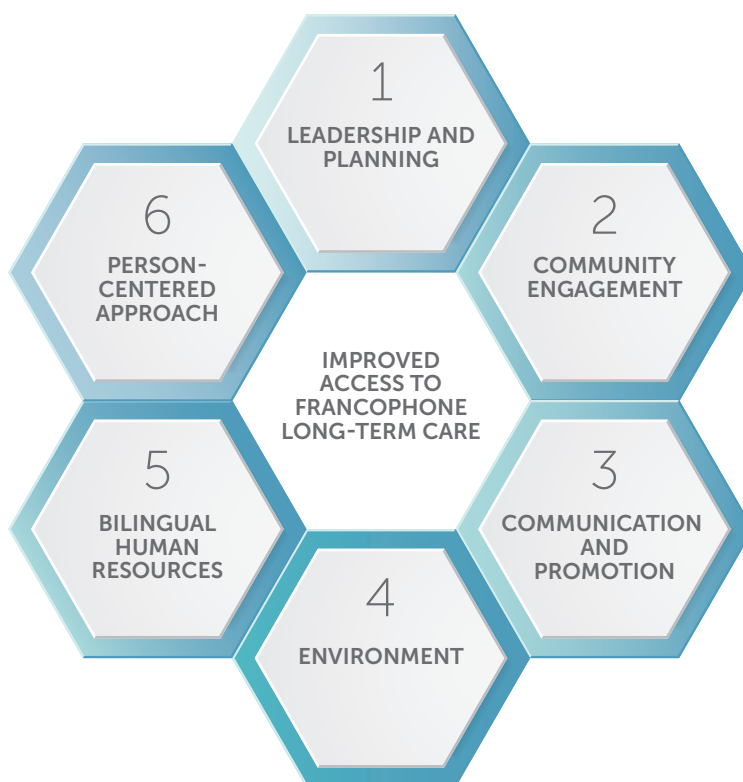 1
LEADERSHIP AND
PLANNING
2
COMMUNITY
ENGAGEMENT
3
COMMUNICATION
AND
PROMOTION
4
ENVIRONMENT
5
BILINGUAL
HUMAN
RESOURCES
6
PERSON-
CENTERED
APPROACH
IMPROVED
ACCESS TO
FRANCOPHONE
LONG-TERM CARE